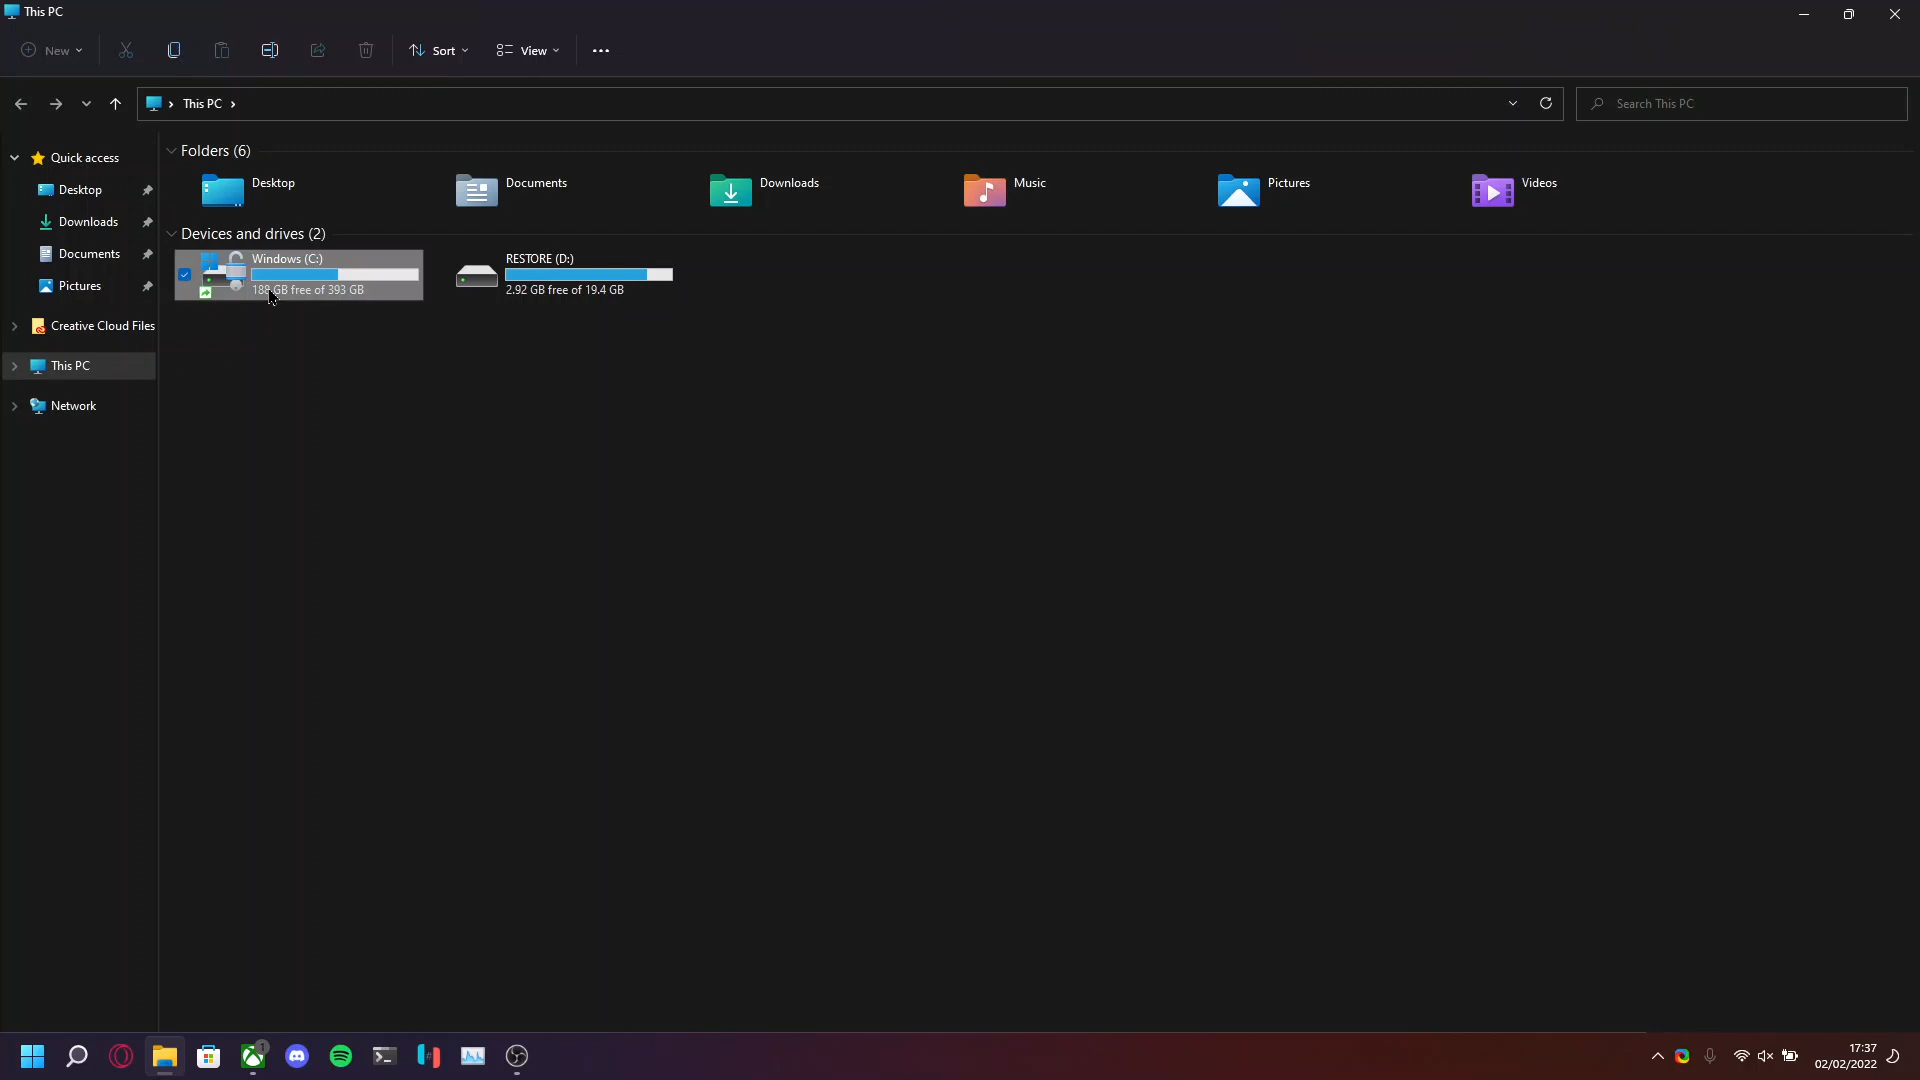 This PC
New
Sort
View
This PC
Search This PC
Quick access
Desktop
Downloads
Documents
Pictures
Creative Cloud Files
This PC
Network
Folders (6)
Desktop
Documents
Downloads
Music
Pictures
Videos
Devices and drives (2)
Windows (C:)
188 GB free of 393 GB
RESTORE (D:)
2.92 GB free of 19.4 GB
1
17:37
02/02/2022